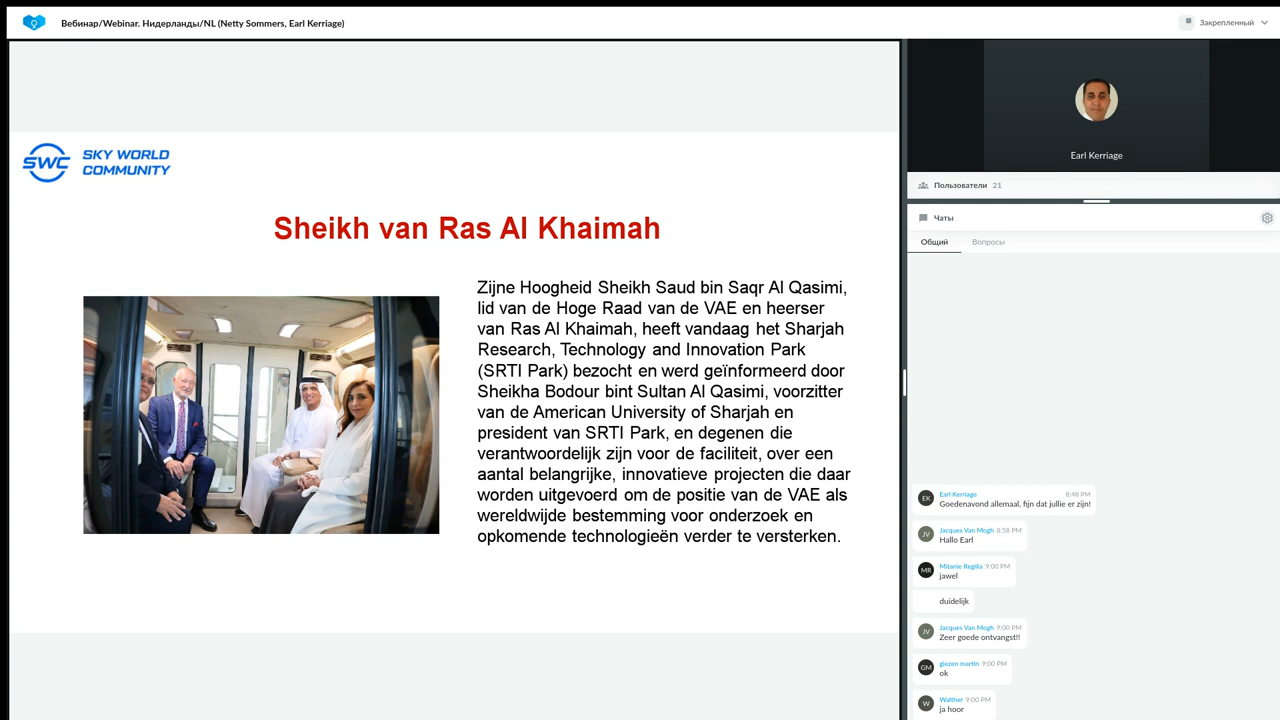 Вебинар/Webinar. Нидерланды/NL (Netty Sommers, Earl Kerriage)
Закрепленный
SWC
SKY WORLD
COMMUNITY
Sheikh van Ras Al Khaimah
Zijne Hoogheid Sheikh Saud bin Saqr Al Qasimi,
lid van de Hoge Raad van de VAE en heerser
van Ras Al Khaimah, heeft vandaag het Sharjah
Research, Technology and Innovation Park
(SRTI Park) bezocht en werd geïnformeerd door
Sheikha Bodour bint Sultan Al Qasimi, voorzitter
van de American University of Sharjah en
president van SRTI Park, en degenen die
verantwoordelijk zijn voor de faciliteit, over een
aantal belangrijke, innovatieve projecten die daar
worden uitgevoerd om de positie van de VAE als
wereldwijde bestemming voor onderzoek en
opkomende technologieën verder te versterken.
Earl Kerriage
Пользователи 21
Чаты
Общий Вопросы
EK Earl Kerriage 8:48 PM
Goedenavond allemaal, fijn dat jullie er zijn!
JV Jacques Van Mogh 8:58 PM
Hallo Earl
MR Mitanie Regilia 9:00 PM
jawel
duidelijk
JV Jacques Van Mogh 9:00 PM
Zeer goede ontvangst!!
GM giezen martin 9:00 PM
ok
W Walther 9:00 PM
ja hoor